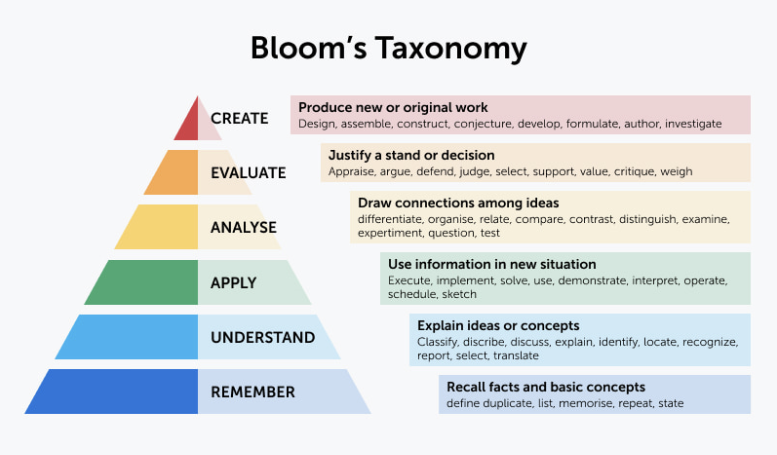 Bloom's Taxonomy
CREATE
Produce new or original work
Design, assemble, construct, conjecture, develop, formulate, author, investigate
EVALUATE
Justify a stand or decision
Appraise, argue, defend, judge, select, support, value, critique, weigh
ANALYSE
Draw connections among ideas
differentiate, organise, relate, compare, contrast, distinguish, examine,
expertiment, question, test
APPLY
Use information in new situation
Execute, implement, solve, use, demonstrate, interpret, operate,
schedule, sketch
UNDERSTAND
Explain ideas or concepts
Classify, discribe, discuss, explain, identify, locate, recognize,
report, select, translate
REMEMBER
Recall facts and basic concepts
define duplicate, list, memorise, repeat, state